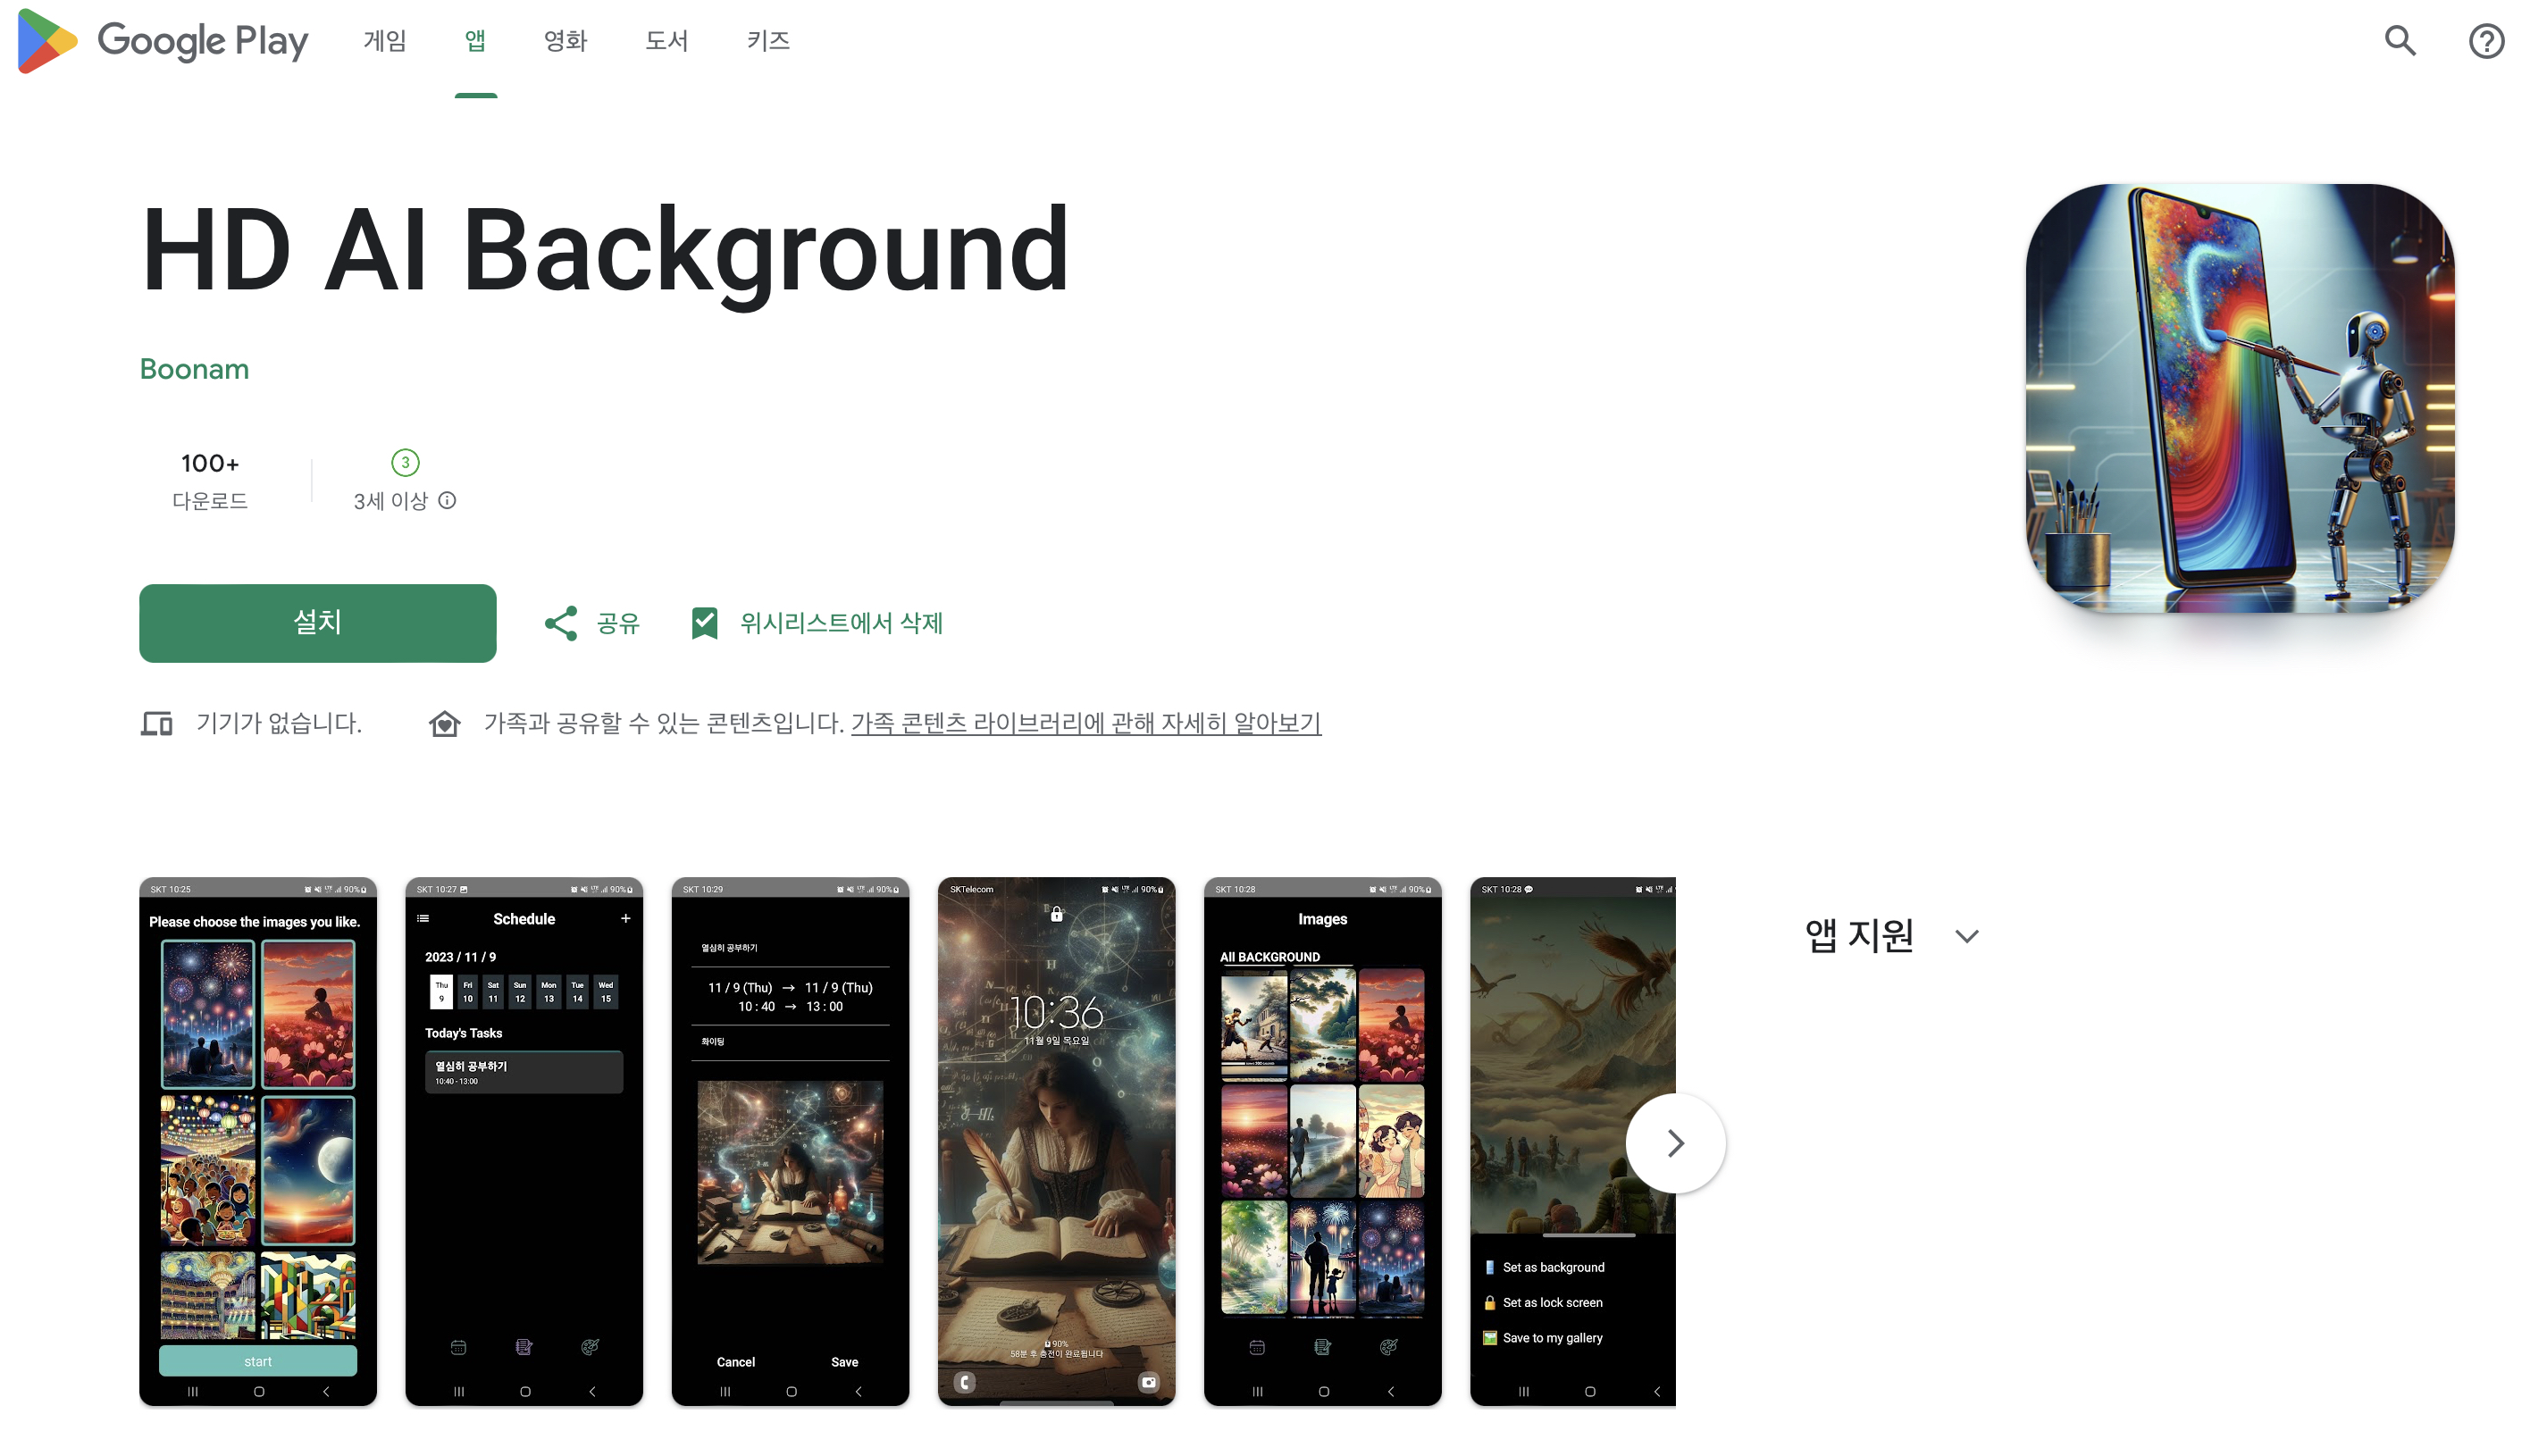 Google Play 게임 앱 영화 도서 키즈
HD AI Background
Boonam
100+
다운로드
3
3세 이상
설치
공유
위시리스트에서 삭제
기기가 없습니다.
가족과 공유할 수 있는 콘텐츠입니다. 가족 콘텐츠 라이브러리에 관해 자세히 알아보기
SKT 10:25 90%
Please choose the images you like.
start
SKT 10:27 90%
Schedule
2023 / 11 / 9
Thu Fri Sat Sun Mon Tue Wed
9 10 11 12 13 14 15
Today's Tasks
열심히 공부하기
10:40 - 13:00
SKT 10:29 90%
열심히 공부하기
11 / 9 (Thu) → 11 / 9 (Thu)
10 : 40 → 13 : 00
화이팅
Cancel Save
SKTelecom 90%
10:36
11월 9일 목요일
90%
58분 후 충전이 완료됩니다
SKT 10:28 90%
Images
All BACKGROUND
SKT 10:28
Set as background
Set as lock screen
Save to my gallery
앱 지원